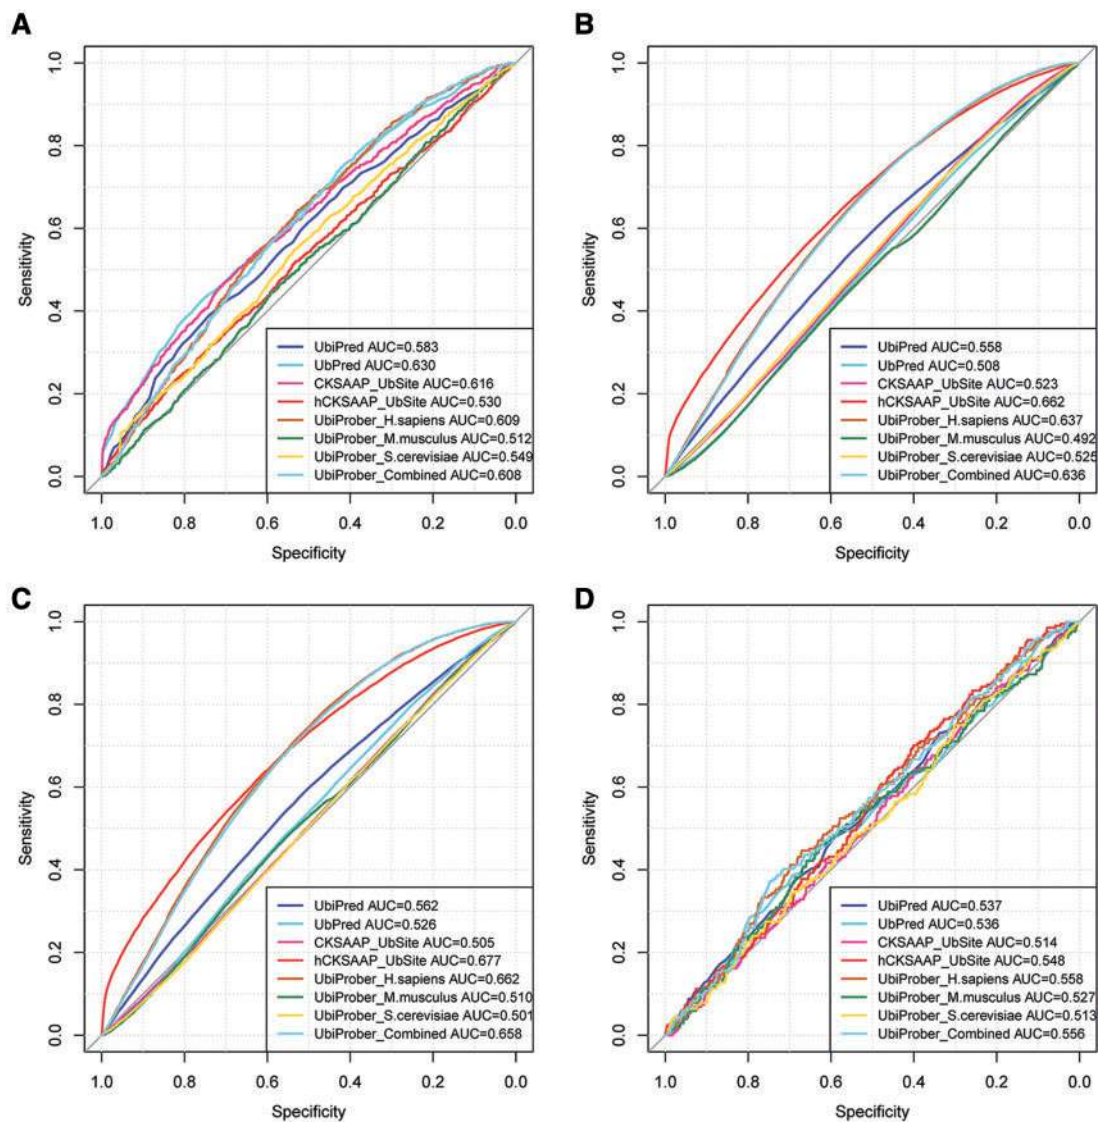 A
1.0
0.8
0.6
0.4
0.2
0.0
Sensitivity
UbiPred AUC=0.583
UbPred AUC=0.630
CKSAAP_UbSite AUC=0.616
hCKSAAP_UbSite AUC=0.530
UbiProber_H.sapiens AUC=0.609
UbiProber_M.musculus AUC=0.512
UbiProber_S.cerevisiae AUC=0.549
UbiProber_Combined AUC=0.608
1.0 0.8 0.6 0.4 0.2 0.0
Specificity
B
1.0
0.8
0.6
0.4
0.2
0.0
Sensitivity
UbiPred AUC=0.558
UbPred AUC=0.508
CKSAAP_UbSite AUC=0.523
hCKSAAP_UbSite AUC=0.662
UbiProber_H.sapiens AUC=0.637
UbiProber_M.musculus AUC=0.492
UbiProber_S.cerevisiae AUC=0.525
UbiProber_Combined AUC=0.636
1.0 0.8 0.6 0.4 0.2 0.0
Specificity
C
1.0
0.8
0.6
0.4
0.2
0.0
Sensitivity
UbiPred AUC=0.562
UbPred AUC=0.526
CKSAAP_UbSite AUC=0.505
hCKSAAP_UbSite AUC=0.677
UbiProber_H.sapiens AUC=0.662
UbiProber_M.musculus AUC=0.510
UbiProber_S.cerevisiae AUC=0.501
UbiProber_Combined AUC=0.658
1.0 0.8 0.6 0.4 0.2 0.0
Specificity
D
1.0
0.8
0.6
0.4
0.2
0.0
Sensitivity
UbiPred AUC=0.537
UbPred AUC=0.536
CKSAAP_UbSite AUC=0.514
hCKSAAP_UbSite AUC=0.548
UbiProber_H.sapiens AUC=0.558
UbiProber_M.musculus AUC=0.527
UbiProber_S.cerevisiae AUC=0.513
UbiProber_Combined AUC=0.556
1.0 0.8 0.6 0.4 0.2 0.0
Specificity